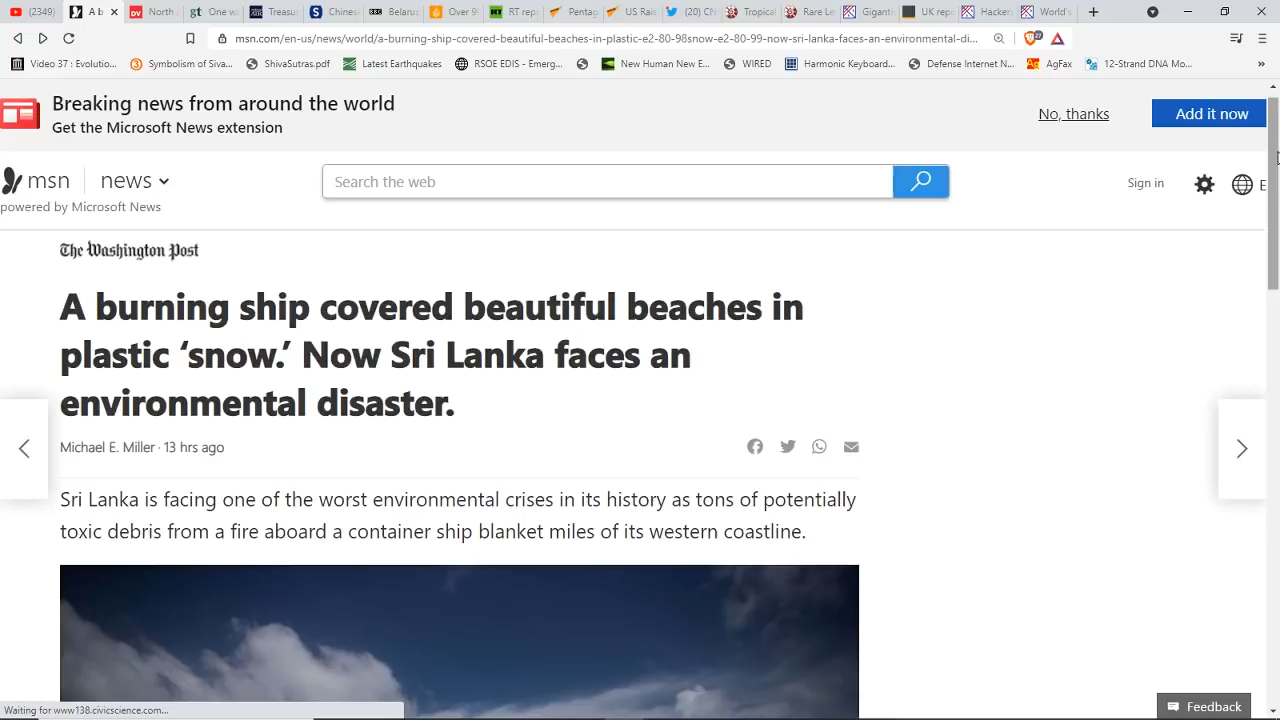 (2349)
A b
North
gt One w
Treasu
Chines
Belaru
Over 9
RT rep
Pentag
US Rais
(20) Ch
Tropica
Rare L
Giganti
UK rep
Hacker
World's
msn.com/en-us/news/world/a-burning-ship-covered-beautiful-beaches-in-plastic-e2-80-98snow-e2-80-99-now-sri-lanka-faces-an-environmental-di...
27
Video 37 : Evolutio...
Symbolism of Siva...
ShivaSutras.pdf
Latest Earthquakes
RSOE EDIS - Emerg...
New Human New E...
WIRED
Harmonic Keyboard...
Defense Internet N...
AgFax
12-Strand DNA Mo...
»
Breaking news from around the world
Get the Microsoft News extension
No, thanks
Add it now
msn
news
Search the web
Sign in
E
powered by Microsoft News
The Washington Post
A burning ship covered beautiful beaches in
plastic ‘snow.’ Now Sri Lanka faces an
environmental disaster.
Michael E. Miller · 13 hrs ago
Sri Lanka is facing one of the worst environmental crises in its history as tons of potentially
toxic debris from a fire aboard a container ship blanket miles of its western coastline.
Waiting for www138.civicscience.com...
Feedback